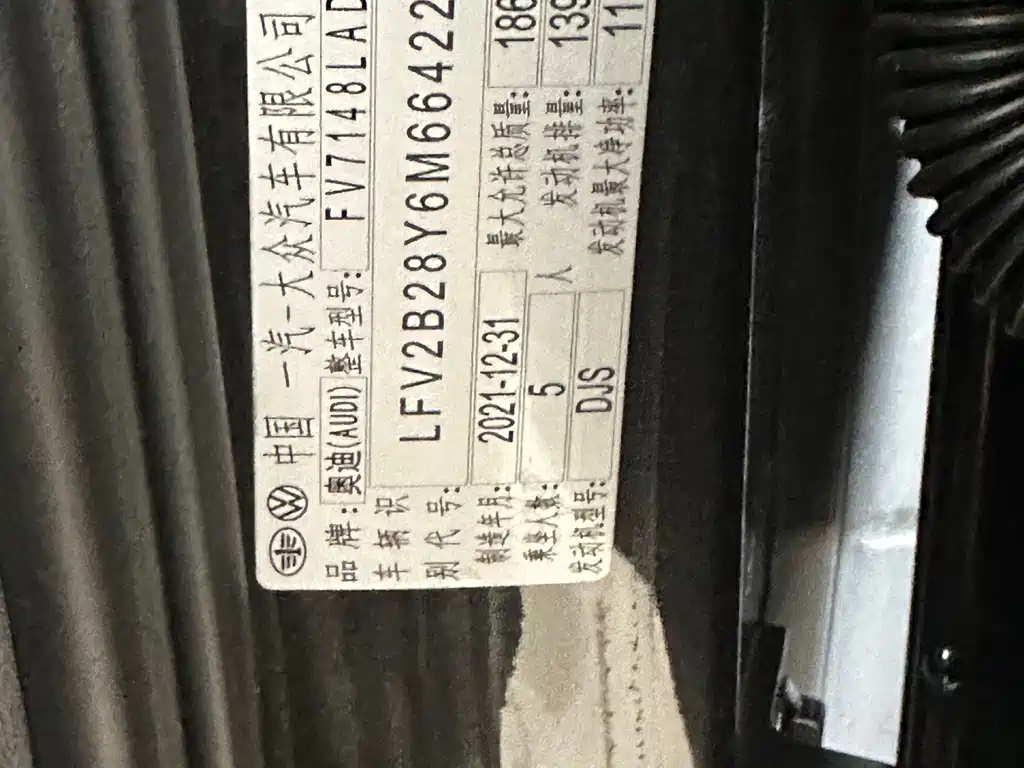 中国 一汽-大众汽车有限公司
品牌: 奥迪(AUDI) 整车型号: FV7148LAD
车辆识
别代号: LFV2B28Y6M66422
制造年月: 2021-12-31 最大允许总质量: 186
乘坐人数: 5 人 发动机排量: 139
发动机型号: DJS 发动机最大净功率: 11